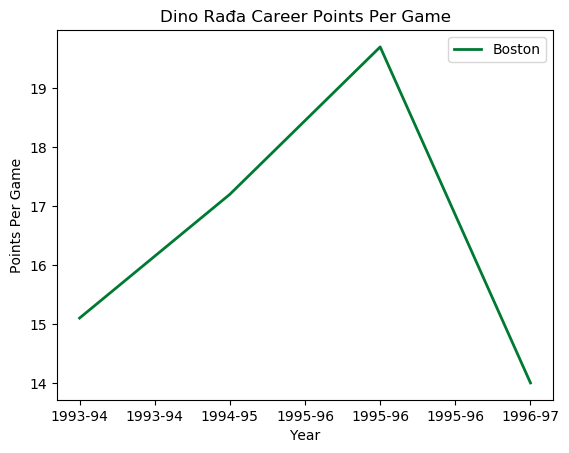 Dino Rađa Career Points Per Game
Boston
Points Per Game
19
18
17
16
15
14
1993-94 1993-94 1994-95 1995-96 1995-96 1995-96 1996-97
Year